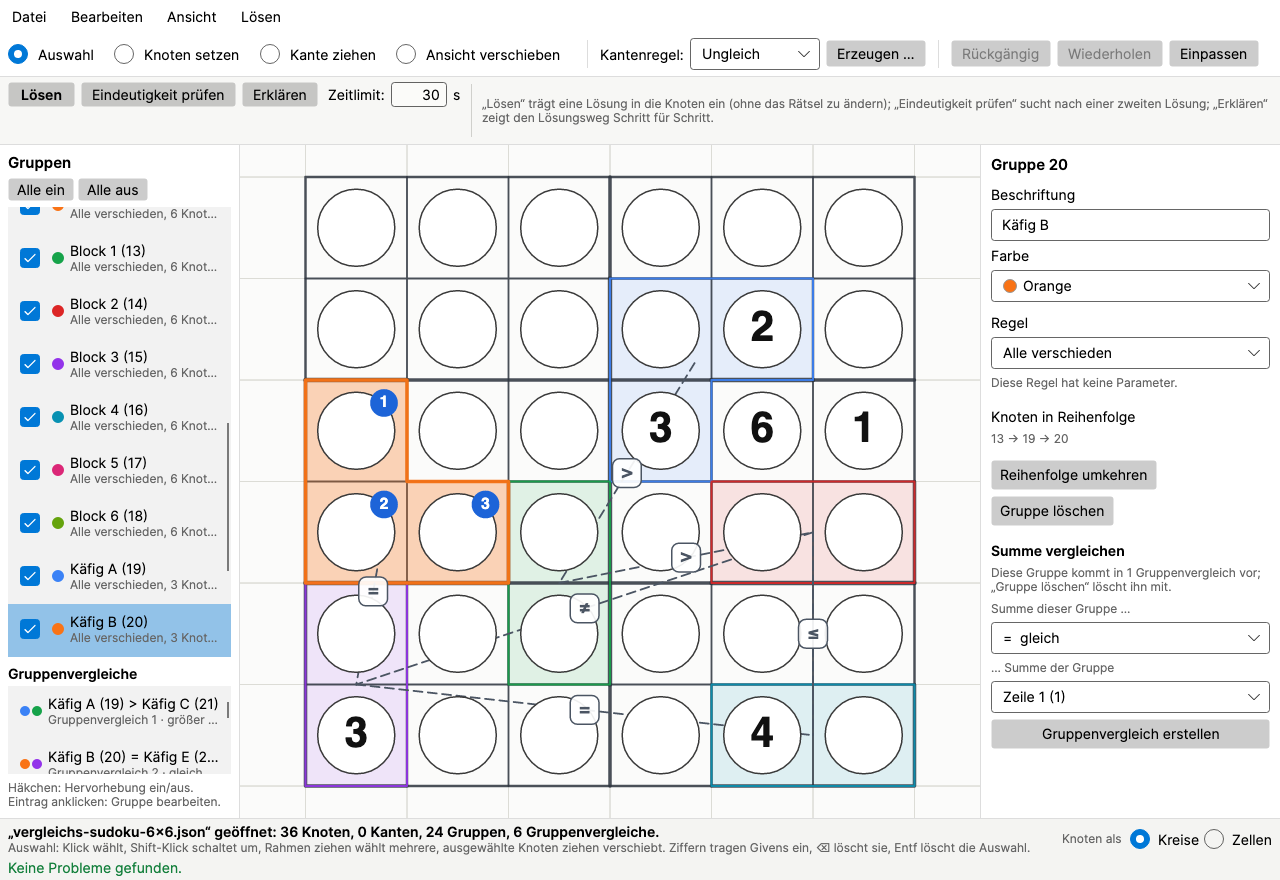 Datei Bearbeiten Ansicht Lösen
Auswahl Knoten setzen Kante ziehen Ansicht verschieben Kantenregel: Ungleich Erzeugen ... Rückgängig Wiederholen Einpassen
Lösen Eindeutigkeit prüfen Erklären Zeitlimit: 30 s
„Lösen“ trägt eine Lösung in die Knoten ein (ohne das Rätsel zu ändern); „Eindeutigkeit prüfen“ sucht nach einer zweiten Lösung; „Erklären“
zeigt den Lösungsweg Schritt für Schritt.
Gruppen
Alle ein Alle aus
Alle verschieden, 6 Knot...
Block 1 (13)
Alle verschieden, 6 Knot...
Block 2 (14)
Alle verschieden, 6 Knot...
Block 3 (15)
Alle verschieden, 6 Knot...
Block 4 (16)
Alle verschieden, 6 Knot...
Block 5 (17)
Alle verschieden, 6 Knot...
Block 6 (18)
Alle verschieden, 6 Knot...
Käfig A (19)
Alle verschieden, 3 Knot...
Käfig B (20)
Alle verschieden, 3 Knot...
Gruppenvergleiche
Käfig A (19) > Käfig C (21)
Gruppenvergleich 1 · größer ...
Käfig B (20) = Käfig E (2...
Gruppenvergleich 2 · gleich
Häkchen: Hervorhebung ein/aus.
Eintrag anklicken: Gruppe bearbeiten.
2
1 3 6 1
>
2 3
>
= ≠
≤
=
3 4
Gruppe 20
Beschriftung
Käfig B
Farbe
Orange
Regel
Alle verschieden
Diese Regel hat keine Parameter.
Knoten in Reihenfolge
13 → 19 → 20
Reihenfolge umkehren
Gruppe löschen
Summe vergleichen
Diese Gruppe kommt in 1 Gruppenvergleich vor;
„Gruppe löschen“ löscht ihn mit.
Summe dieser Gruppe ...
= gleich
... Summe der Gruppe
Zeile 1 (1)
Gruppenvergleich erstellen
„vergleichs-sudoku-6×6.json“ geöffnet: 36 Knoten, 0 Kanten, 24 Gruppen, 6 Gruppenvergleiche.
Auswahl: Klick wählt, Shift-Klick schaltet um, Rahmen ziehen wählt mehrere, ausgewählte Knoten ziehen verschiebt. Ziffern tragen Givens ein, ⌫ löscht sie, Entf löscht die Auswahl.
Keine Probleme gefunden.
Knoten als Kreise Zellen